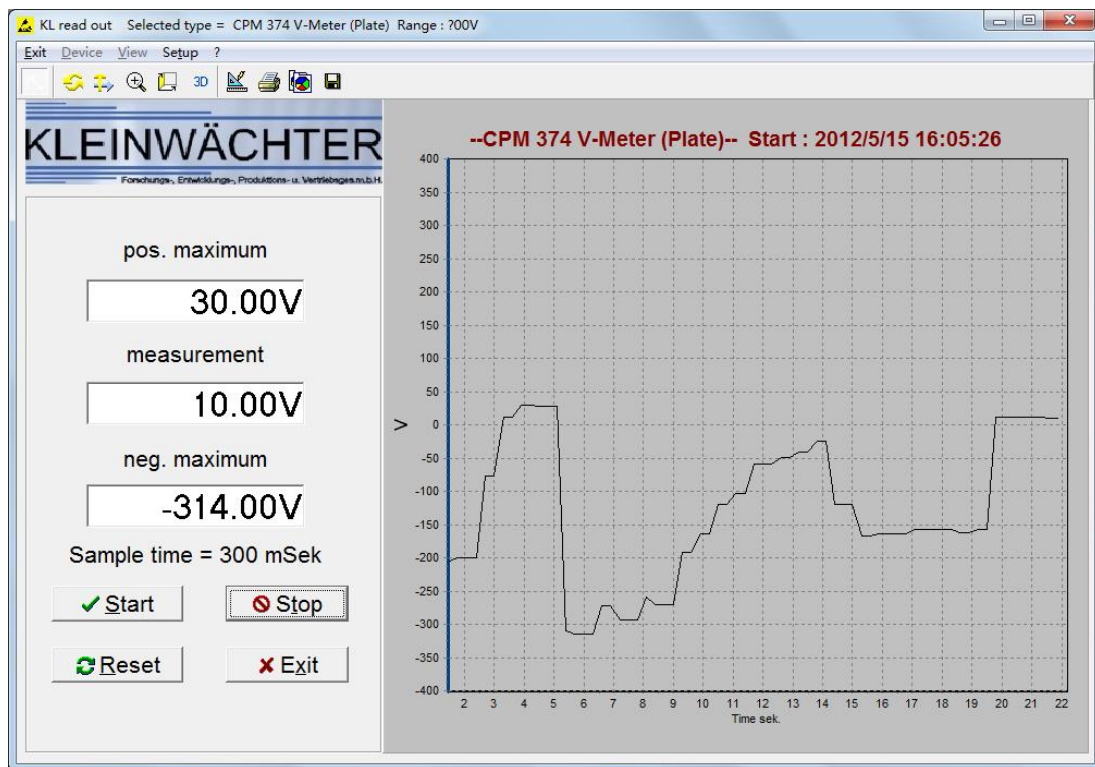 KL read out Selected type = CPM 374 V-Meter (Plate) Range : ?00V
Exit Device View Setup ?
3D
KLEINWÄCHTER
Forschungs-, Entwicklungs-, Produktions- u. Vertriebsges.m.b.H.
pos. maximum
30.00V
measurement
10.00V
neg. maximum
-314.00V
Sample time = 300 mSek
Start Stop
Reset Exit
--CPM 374 V-Meter (Plate)-- Start : 2012/5/15 16:05:26
400
350
300
250
200
150
100
50
V
0
-50
-100
-150
-200
-250
-300
-350
-400
2 3 4 5 6 7 8 9 10 11 12 13 14 15 16 17 18 19 20 21 22
Time sek.